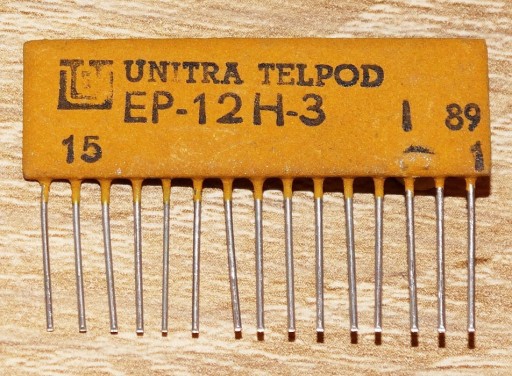 UNITRA TELPOD
EP-12H-3
I 89
15
1